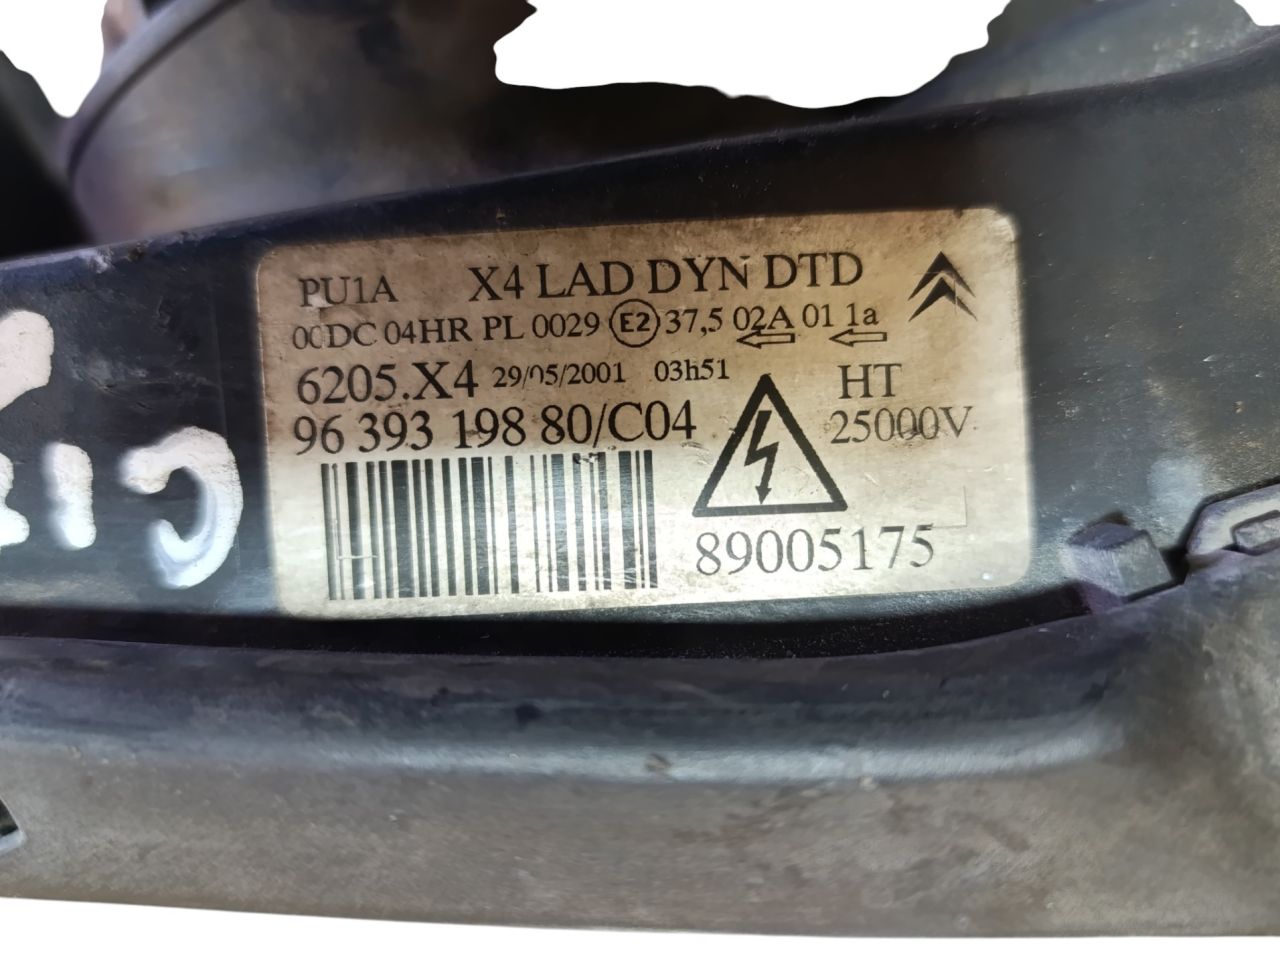 PU1A X4 LAD DYN DTD
00DC 04HR PL 0029 E2 37,5 02A 01 1a
6205.X4 29/05/2001 03h51 HT
96 393 198 80/C04 25000V
89005175